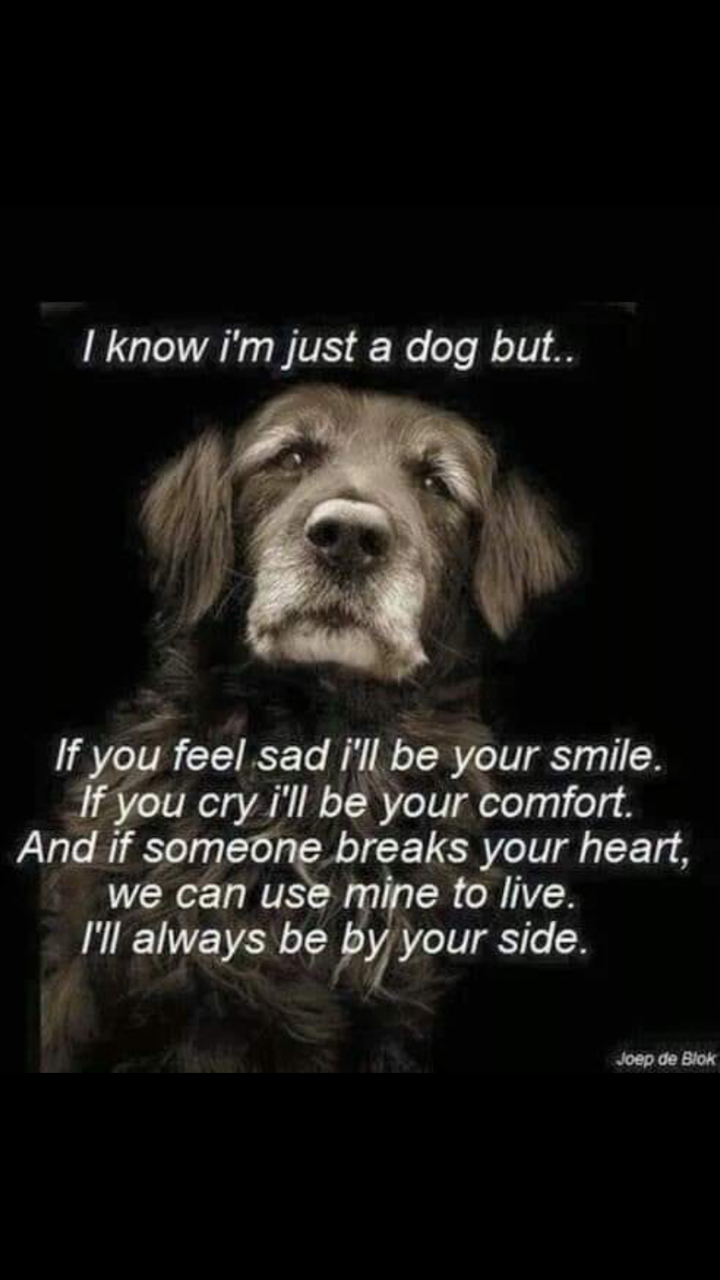 I know i'm just a dog but..
If you feel sad i'll be your smile.
If you cry i'll be your comfort.
And if someone breaks your heart,
we can use mine to live.
I'll always be by your side.
Joep de Blok